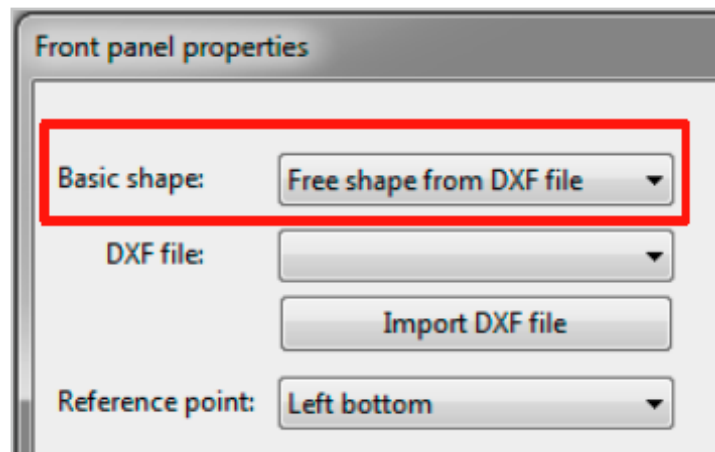 Front panel properties
Basic shape: Free shape from DXF file
DXF file:
Import DXF file
Reference point: Left bottom